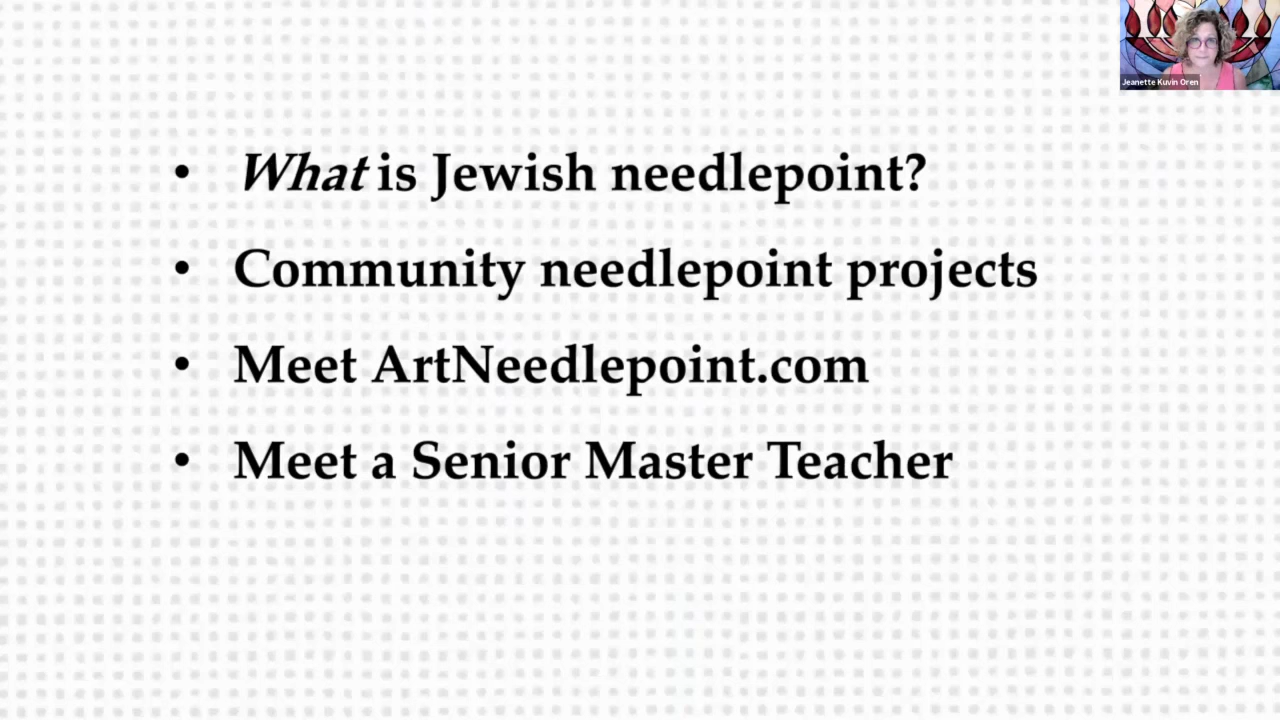 Jeanette Kuvin Oren
• What is Jewish needlepoint?
• Community needlepoint projects
• Meet ArtNeedlepoint.com
• Meet a Senior Master Teacher